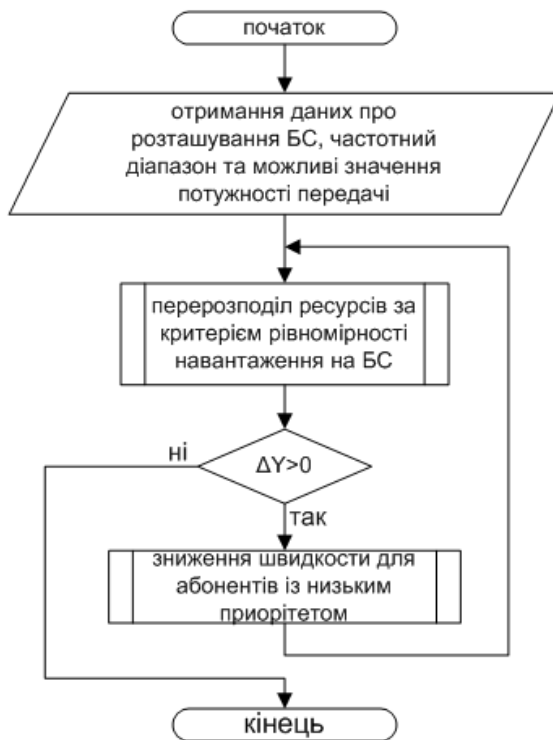 початок
отримання даних про
розташування БС, частотний
діапазон та можливі значення
потужності передачі
перерозподіл ресурсів за
критерієм рівномірності
навантаження на БС
ні
ΔY>0
так
зниження швидкости для
абонентів із низьким
приорітетом
кінець